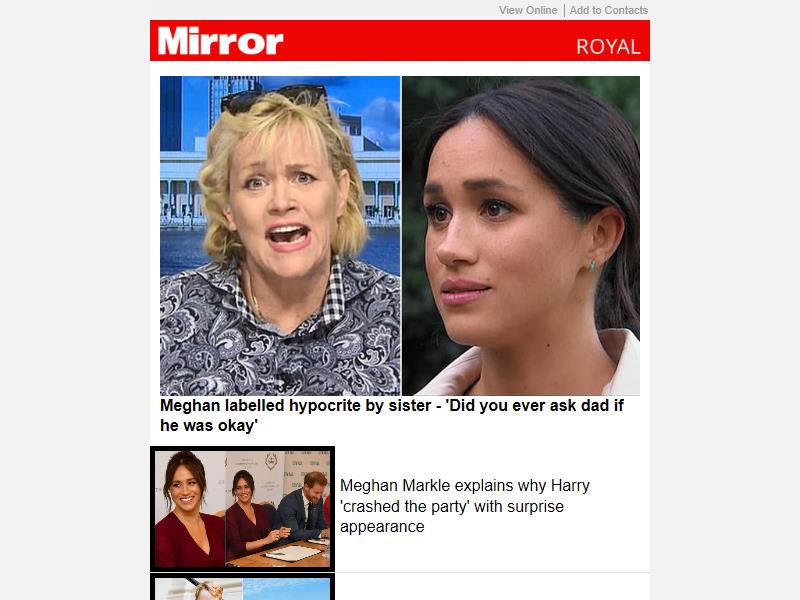 View Online | Add to Contacts
Mirror
ROYAL
Meghan labelled hypocrite by sister - 'Did you ever ask dad if
he was okay'
Meghan Markle explains why Harry
'crashed the party' with surprise
appearance